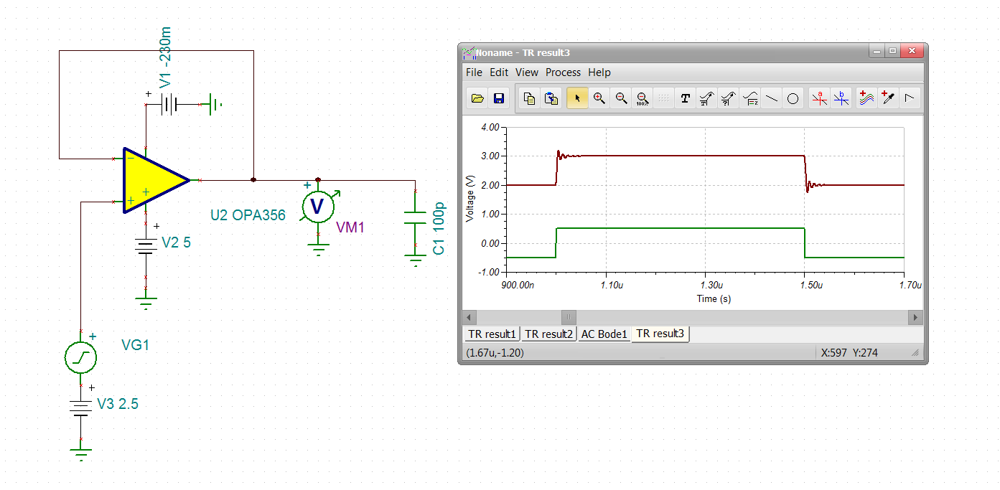 V1 -230m
U2 OPA356
V2 5
V
VM1
C1 100p
VG1
V3 2.5
Noname - TR result3
File Edit View Process Help
T
100%
a
b
4.00
3.00
2.00
1.00
0.00
-1.00
Voltage (V)
900.00n 1.10u 1.30u 1.50u 1.70u
Time (s)
TR result1 TR result2 AC Bode1 TR result3
(1.67u,-1.20) X:597 Y:274